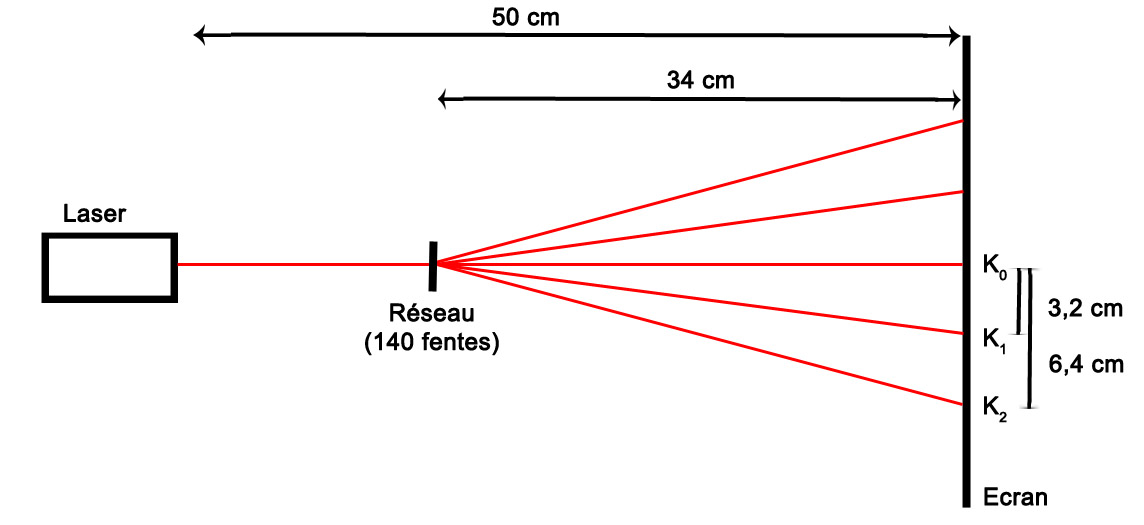 50 cm
34 cm
Laser
Réseau
(140 fentes)
K₀
3,2 cm
K₁
6,4 cm
K₂
Ecran